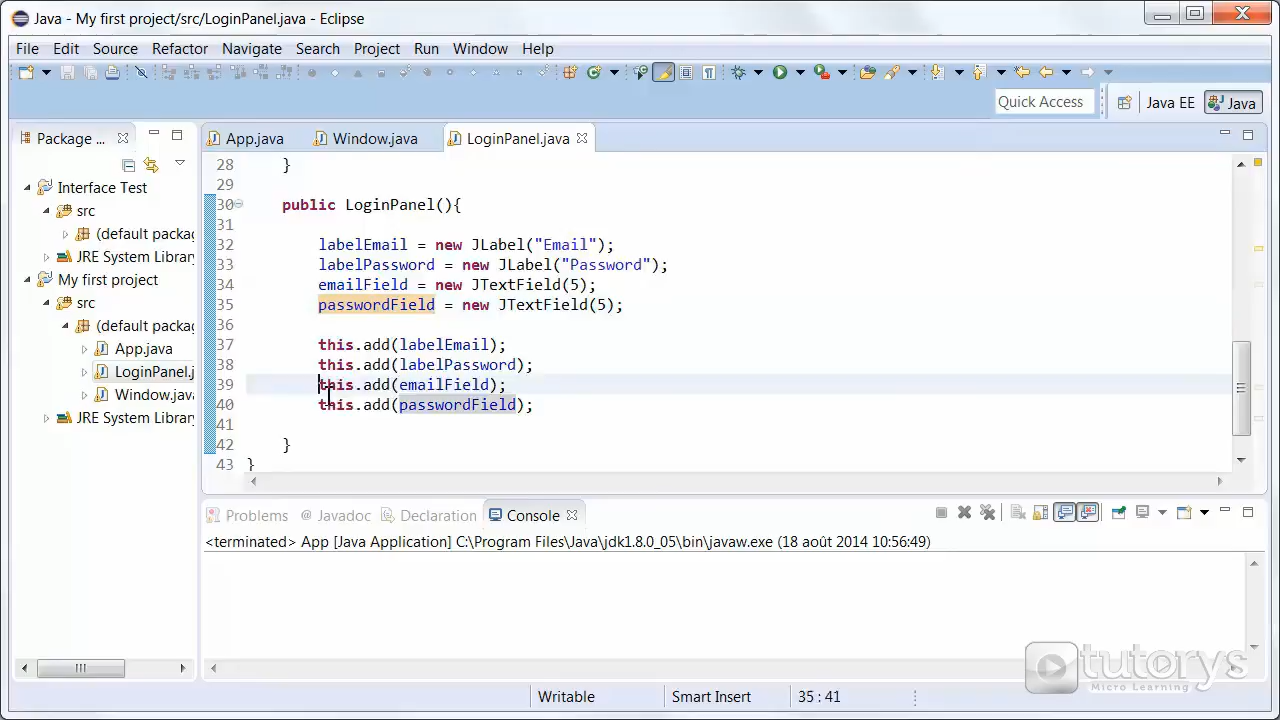 Java - My first project/src/LoginPanel.java - Eclipse
File Edit Source Refactor Navigate Search Project Run Window Help
Quick Access Java EE Java
Package ... App.java Window.java LoginPanel.java
Interface Test
src
(default packa
JRE System Librar
My first project
src
(default packa
App.java
LoginPanel.j
Window.java
JRE System Librar
28 }
29
30 public LoginPanel(){
31
32 labelEmail = new JLabel("Email");
33 labelPassword = new JLabel("Password");
34 emailField = new JTextField(5);
35 passwordField = new JTextField(5);
36
37 this.add(labelEmail);
38 this.add(labelPassword);
39 this.add(emailField);
40 this.add(passwordField);
41
42 }
43 }
Problems @ Javadoc Declaration Console
<terminated> App [Java Application] C:\Program Files\Java\jdk1.8.0_05\bin\javaw.exe (18 août 2014 10:56:49)
Writable Smart Insert 35 : 41
tutorys
Micro Learning